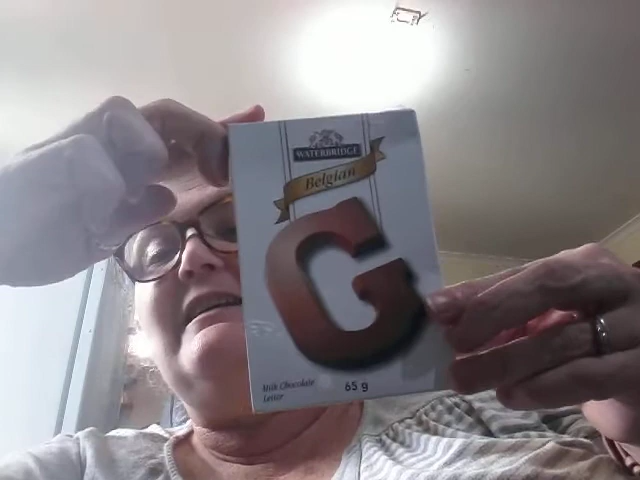 WATERBRIDGE
Belgian
G
Milk Chocolate
Letter
65 g